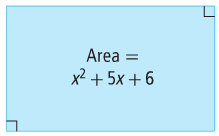 Area =
x² + 5x + 6